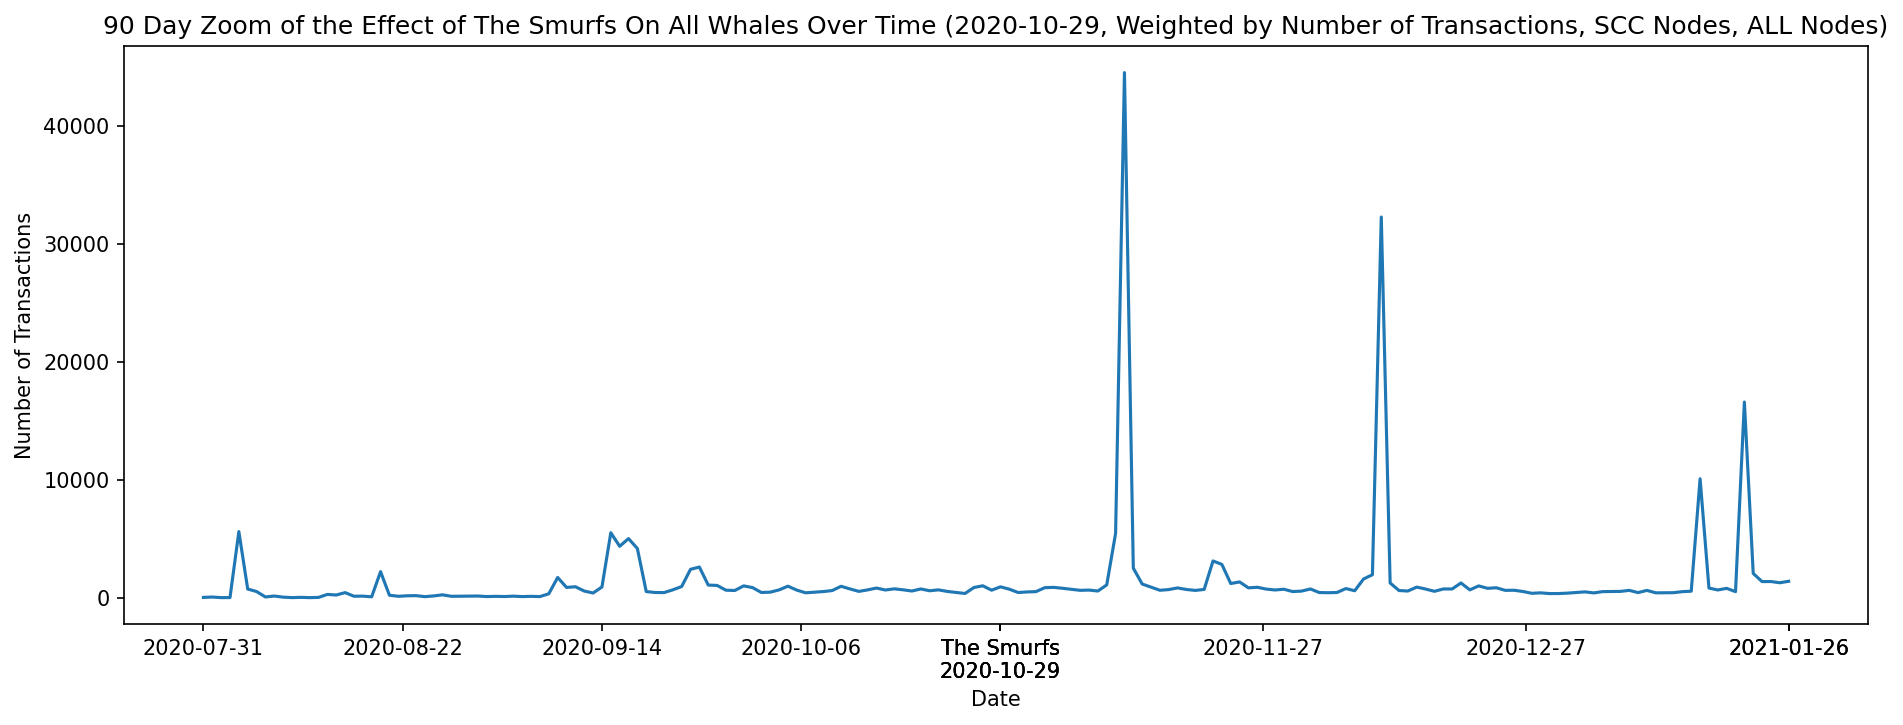 90 Day Zoom of the Effect of The Smurfs On All Whales Over Time (2020-10-29, Weighted by Number of Transactions, SCC Nodes, ALL Nodes)
Number of Transactions
40000
30000
20000
10000
0
2020-07-31 2020-08-22 2020-09-14 2020-10-06 The Smurfs 2020-11-27 2020-12-27 2021-01-26
2020-10-29
Date